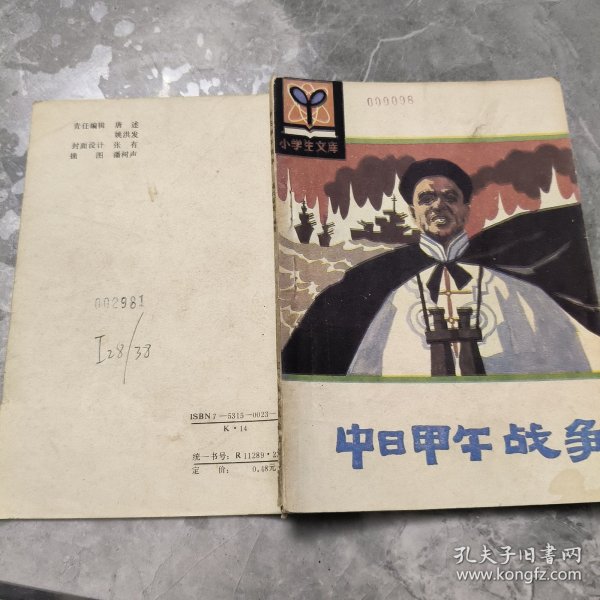 责任编辑 唐 述
姚洪发
封面设计 张 有
插 图 潘柯声
002981
I28/38
ISBN 7-5315-0023-
K·14
统一书号：R 11289·2
定 价： 0.48元
000098
小学生文库
中日甲午战争
孔夫子旧书网
www.kongfz.com